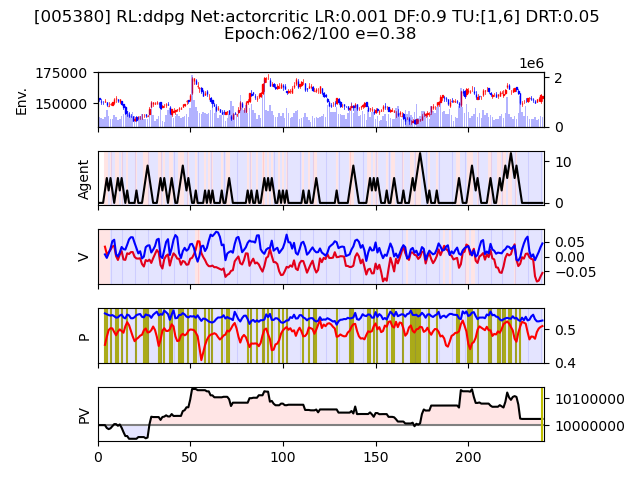 [005380] RL:ddpg Net:actorcritic LR:0.001 DF:0.9 TU:[1,6] DRT:0.05
Epoch:062/100 e=0.38
1e6
175000
150000
Env.
2
0
Agent
10
0
V
0.05
0.00
−0.05
P
0.5
0.4
PV
10100000
10000000
0
50
100
150
200